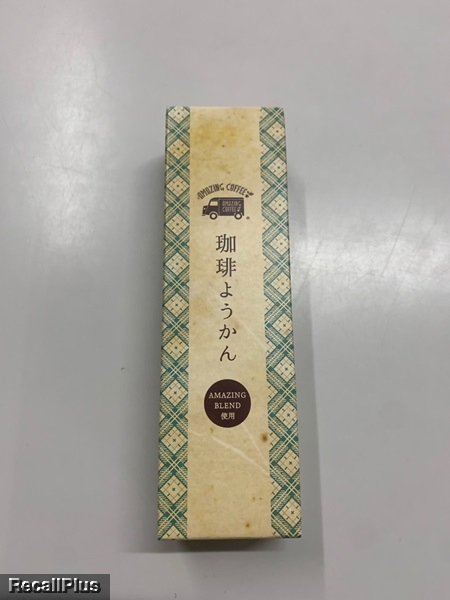 AMAZING COFFEE
AMAZING
COFFEE
珈琲ようかん
AMAZING
BLEND
使用
RecallPlus